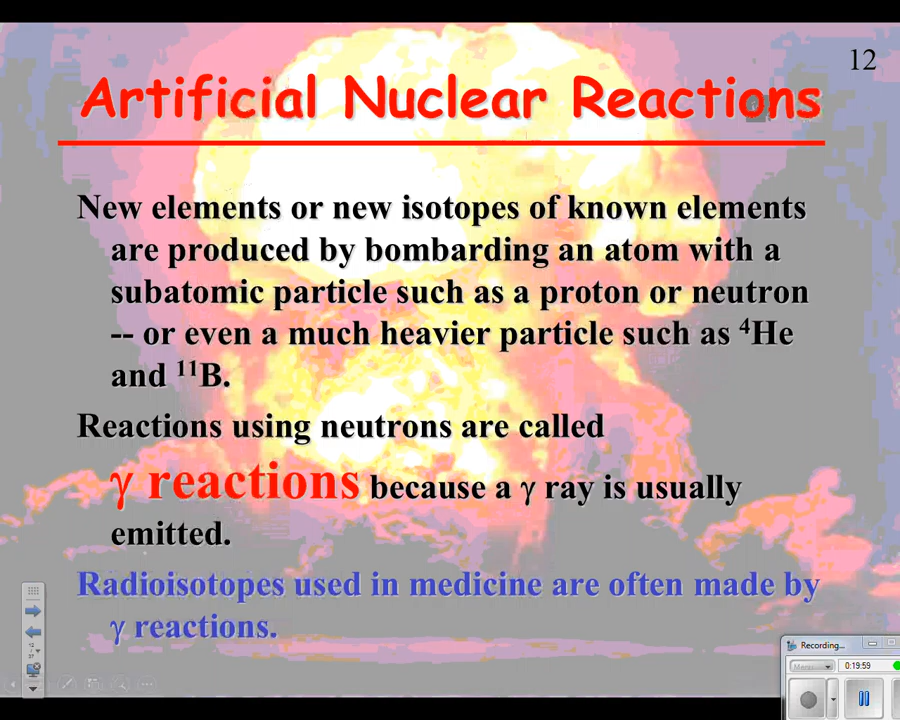 12
Artificial Nuclear Reactions
New elements or new isotopes of known elements
are produced by bombarding an atom with a
subatomic particle such as a proton or neutron
-- or even a much heavier particle such as ⁴He
and ¹¹B.
Reactions using neutrons are called
γ reactions because a γ ray is usually
emitted.
Radioisotopes used in medicine are often made by
γ reactions.
Recording...
0:19:59